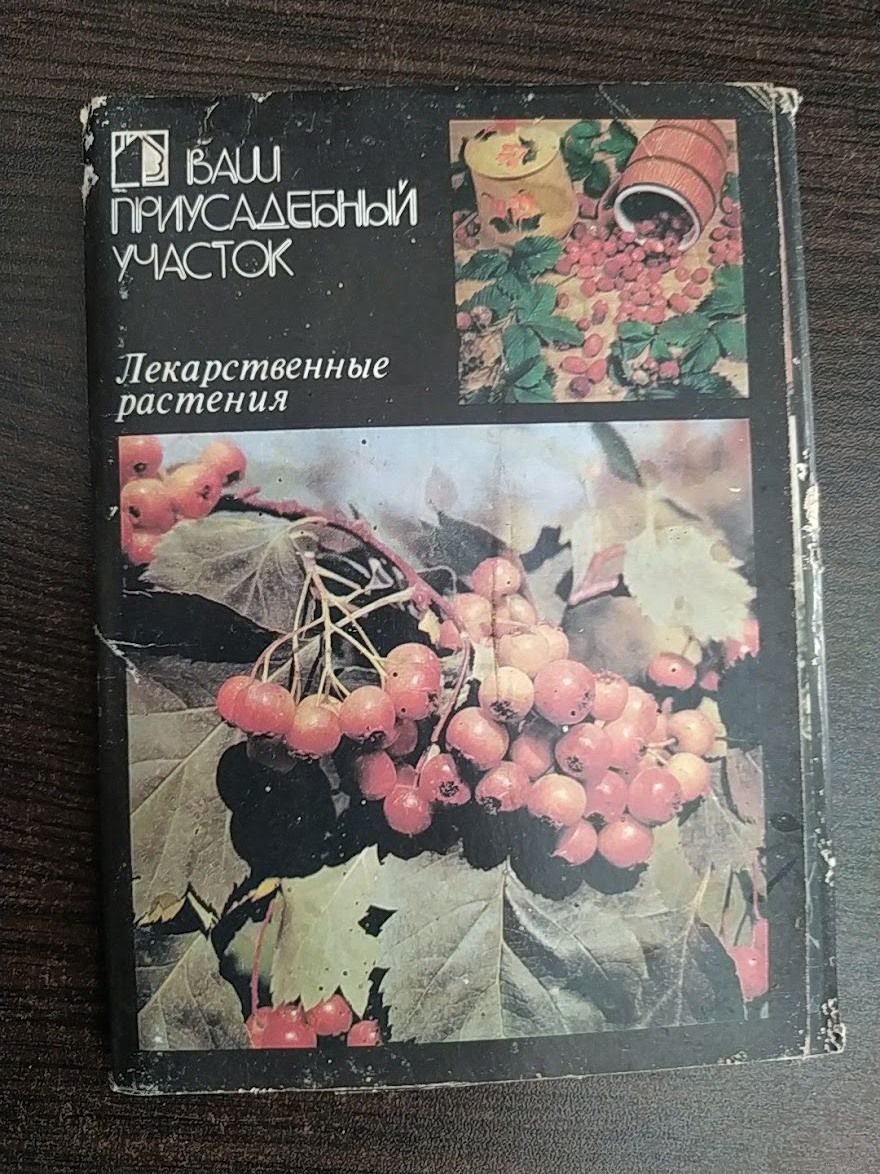 ВАШ
ПРИУСАДЕБНЫЙ
УЧАСТОК
Лекарственные
растения